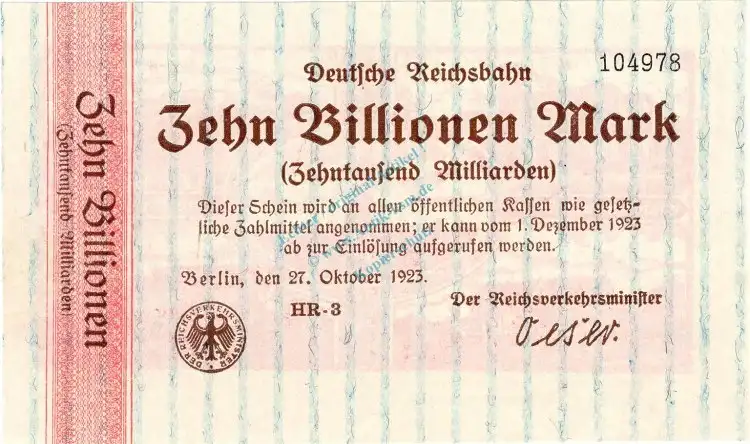 Deutsche Reichsbahn
104978
Zehn Billionen Mark
(Zehntausend Milliarden)
Dieser Schein wird an allen öffentlichen Kassen wie gesetz-
liche Zahlmittel angenommen; er kann vom 1. Dezember 1923
ab zur Einlösung aufgerufen werden.
Berlin, den 27. Oktober 1923.
HR-3
Der Reichsverkehrsminister
Oeser.
DER REICHSVERKEHRSMINISTER
Zehn Billionen
(Zehntausend Milliarden)